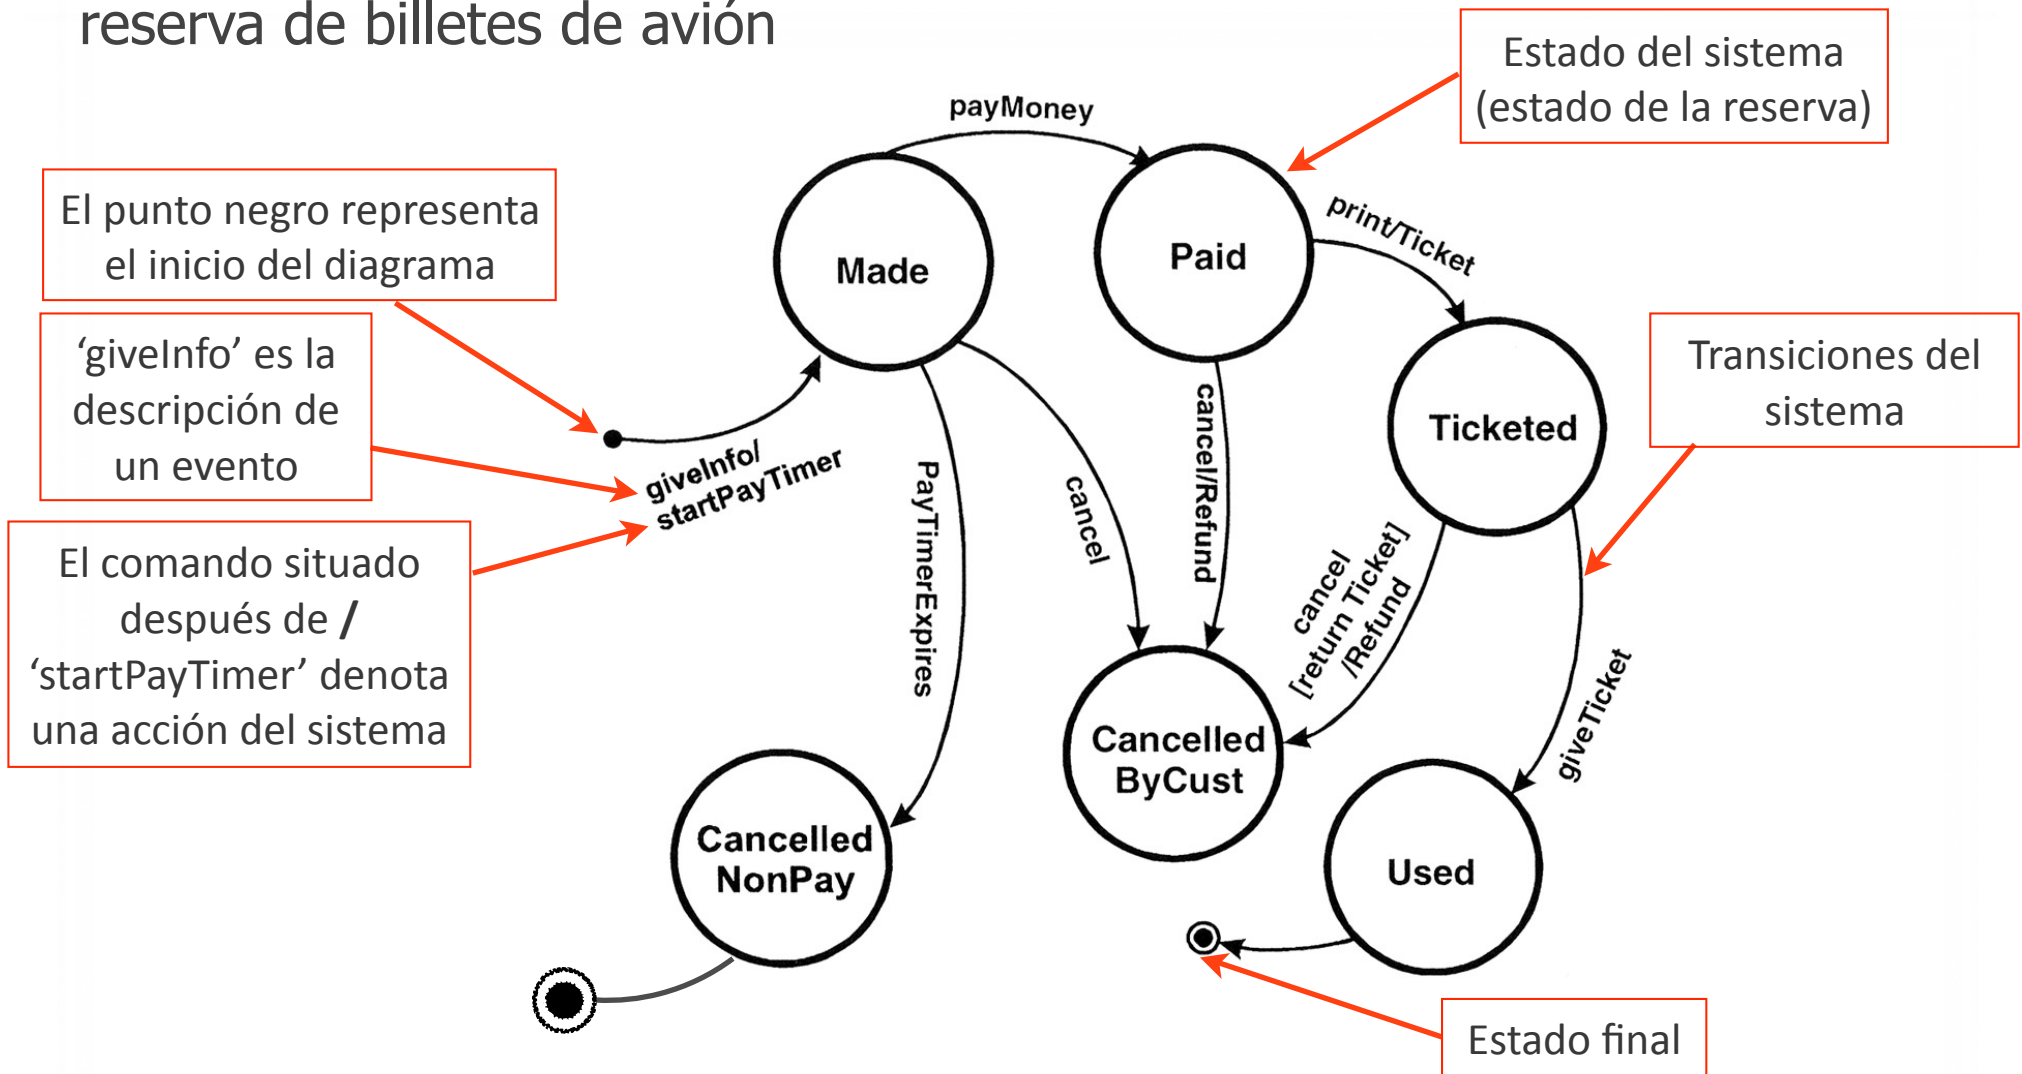 reserva de billetes de avión
Estado del sistema
(estado de la reserva)
payMoney
El punto negro representa
el inicio del diagrama
print/Ticket
Made
Paid
‘giveInfo’ es la
descripción de
un evento
Transiciones del
sistema
Ticketed
giveInfo/
startPayTimer
PayTimerExpires
cancel
cancel/Refund
cancel
[return Ticket]
/Refund
El comando situado
después de /
‘startPayTimer’ denota
una acción del sistema
giveTicket
Cancelled
ByCust
Cancelled
NonPay
Used
Estado final